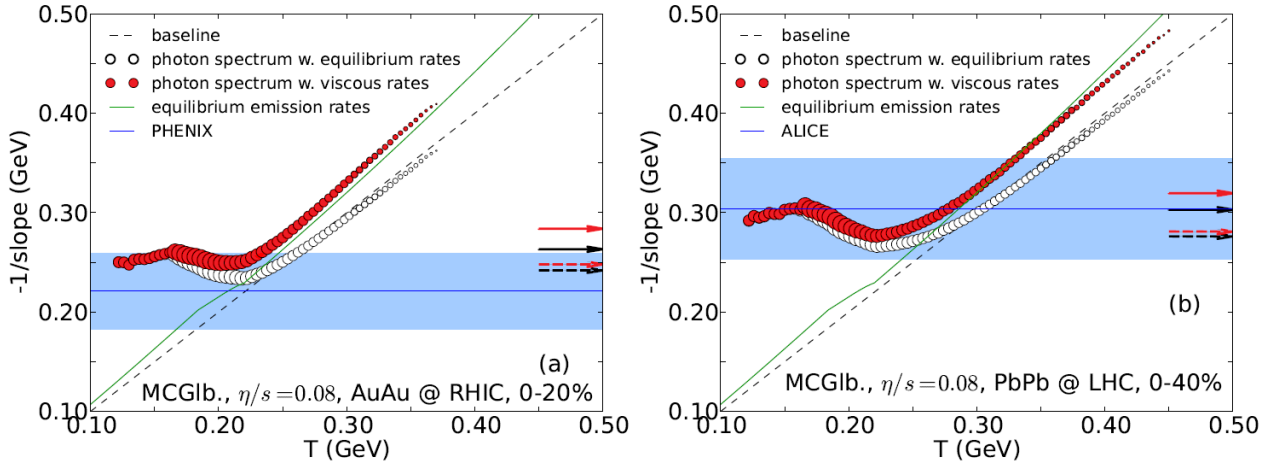 0.50
0.40
0.30
0.20
0.10
-1/slope (GeV)
baseline
photon spectrum w. equilibrium rates
photon spectrum w. viscous rates
equilibrium emission rates
PHENIX
(a)
MCGlb., η/s=0.08, AuAu @ RHIC, 0-20%
0.10 0.20 0.30 0.40 0.50
T (GeV)
0.50
0.40
0.30
0.20
0.10
-1/slope (GeV)
baseline
photon spectrum w. equilibrium rates
photon spectrum w. viscous rates
equilibrium emission rates
ALICE
(b)
MCGlb., η/s=0.08, PbPb @ LHC, 0-40%
0.10 0.20 0.30 0.40 0.50
T (GeV)